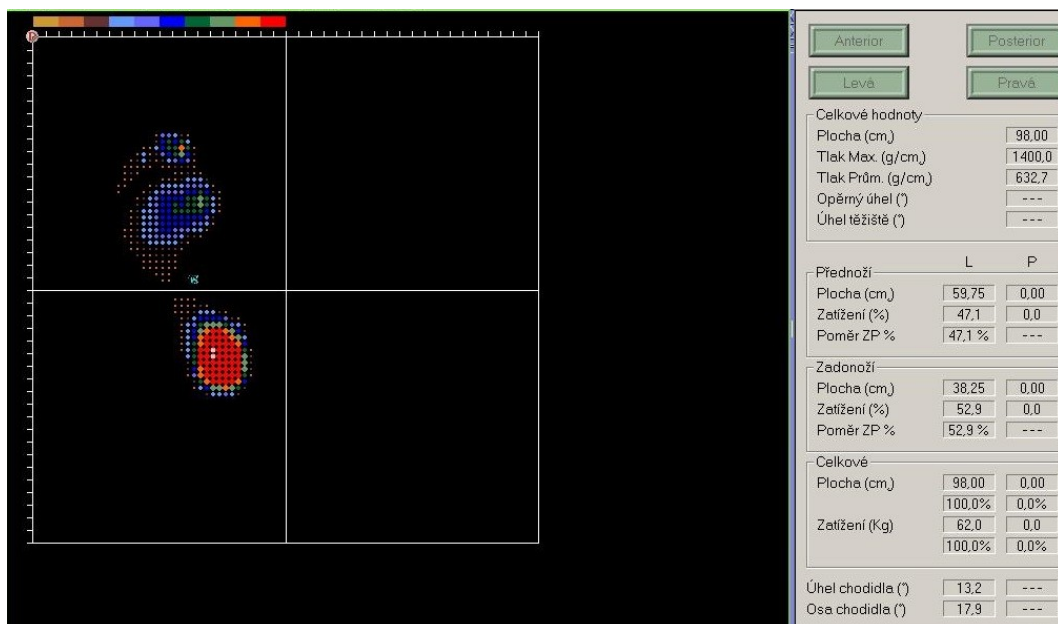 Anterior Posterior
Levá Pravá
Celkové hodnoty
Plocha (cm,) 98,00
Tlak Max. (g/cm,) 1400,0
Tlak Prům. (g/cm,) 632,7
Opěrný úhel (°) ---
Úhel těžiště (°) ---
L P
Přednoží
Plocha (cm,) 59,75 0,00
Zatížení (%) 47,1 0,0
Poměr ZP % 47,1 % ---
Zadonoží
Plocha (cm,) 38,25 0,00
Zatížení (%) 52,9 0,0
Poměr ZP % 52,9 % ---
Celkové
Plocha (cm,) 98,00 0,00
100,0% 0,0%
Zatížení (Kg) 62,0 0,0
100,0% 0,0%
Úhel chodidla (°) 13,2 ---
Osa chodidla (°) 17,9 ---